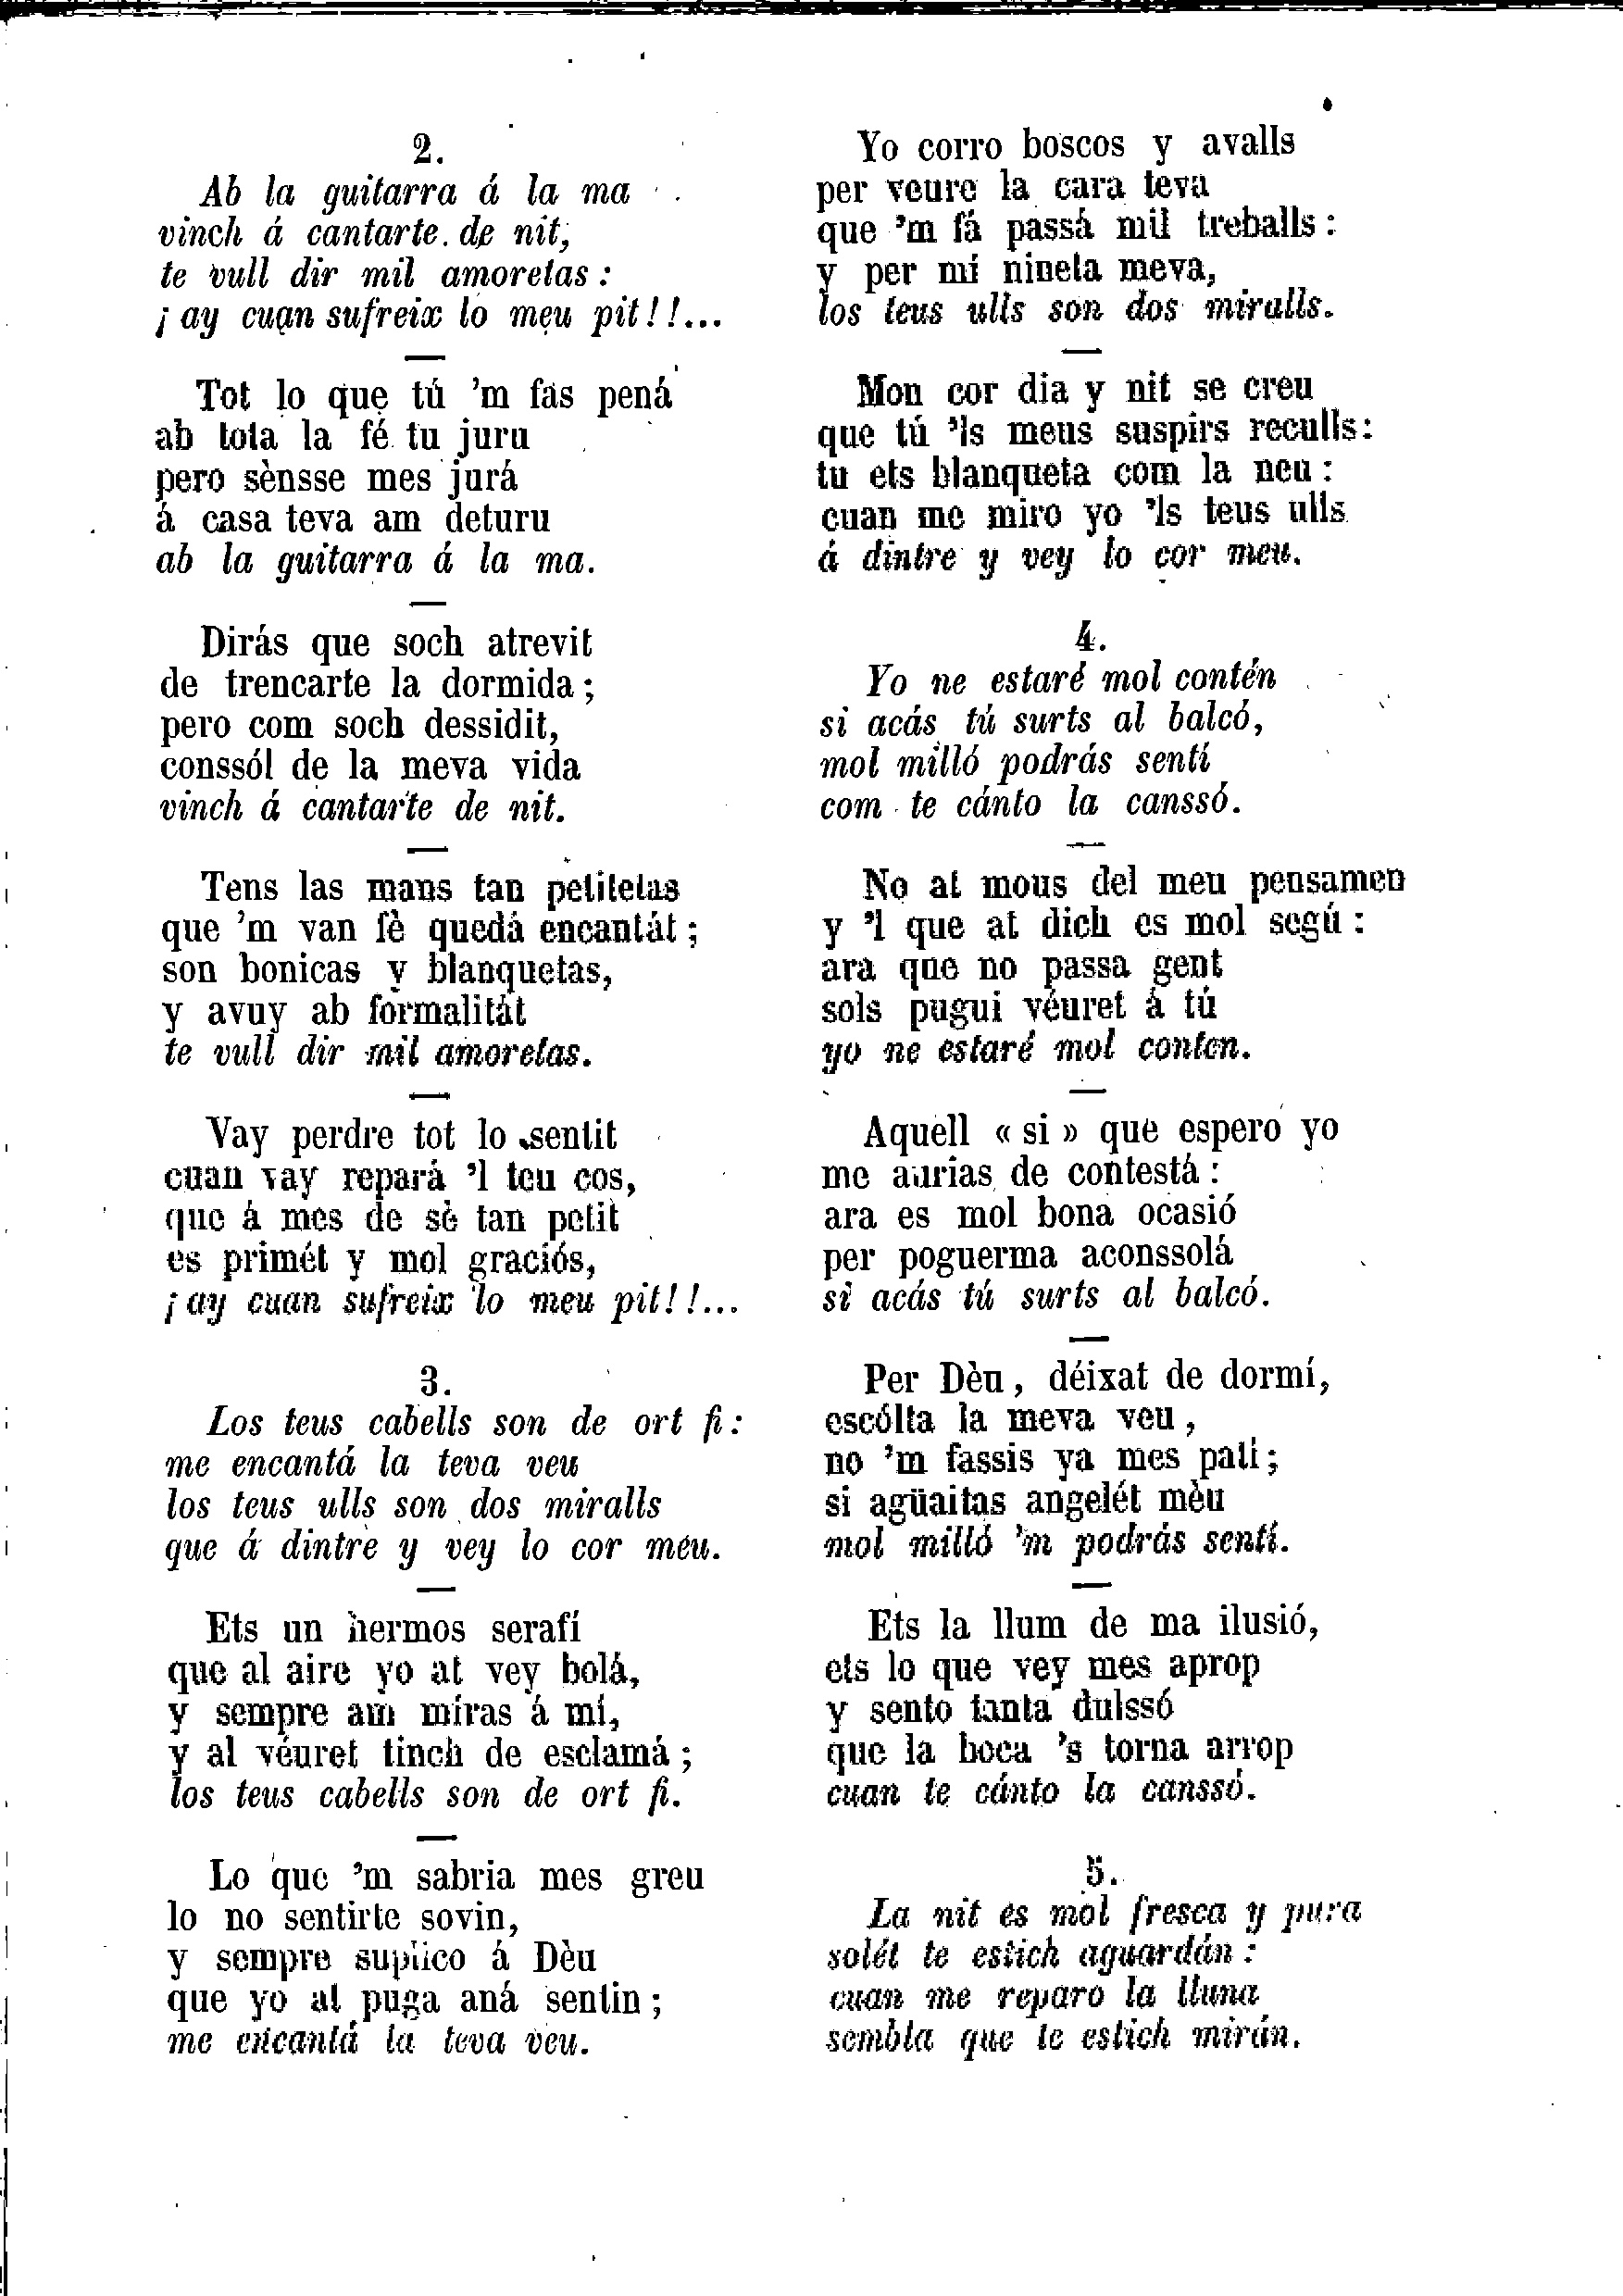 2.
Ab la guitarra á la ma
vinch á cantarte de nit,
te vull dir mil amoretas:
¡ay cuan sufreix lo meu pit!!...
Tot lo que tú 'm fas pená
ab tota la fé tu juru
pero sènsse mes jurá
á casa teva am deturu
ab la guitarra á la ma.
Dirás que soch atrevit
de trencarte la dormida;
pero com soch dessidit,
conssól de la meva vida
vinch á cantarte de nit.
Tens las mans tan petitetas
que 'm van fè quedá encantát;
son bonicas y blanquetas,
y avuy ab formalitát
te vull dir mil amoretas.
Vay perdre tot lo sentit
cuan vay repará 'l teu cos,
que á mes de sè tan petit
es primét y mol graciós,
¡ay cuan sufreix lo meu pit!!...
3.
Los teus cabells son de ort fi:
me encantá la teva veu
los teus ulls son dos miralls
que á dintre y vey lo cor meu.
Ets un hermos serafí
que al aire yo at vey bolá,
y sempre am miras á mí,
y al véuret tinch de esclamá;
los teus cabells son de ort fi.
Lo que 'm sabria mes greu
lo no sentirte sovin,
y sempre suplico á Dèu
que yo at puga aná sentin;
me encantá la teva veu.
Yo corro boscos y avalls
per veure la cara teva
que 'm fá passá mil treballs:
y per mí nineta meva,
los teus ulls son dos miralls.
Mon cor dia y nit se creu
que tú 'ls meus suspirs reculls:
tu ets blanqueta com la neu:
cuan me miro yo 'ls teus ulls
á dintre y vey lo cor meu.
4.
Yo ne estaré mol contén
si acás tú surts al balcó,
mol milló podrás sentí
com te cánto la canssó.
No at mous del meu pensamen
y 'l que at dich es mol segú:
ara que no passa gent
sols pugui véuret á tú
yo ne estaré mol conten.
Aquell « si » que espero yo
me aurias de contestá:
ara es mol bona ocasió
per poguerma aconssolá
si acás tú surts al balcó.
Per Dèu, déixat de dormí,
escólta la meva veu,
no 'm fassis ya mes patí;
si agüaitas angelét mèu
mol milló 'm podrás sentí.
Ets la llum de ma ilusió,
ets lo que vey mes aprop
y sento tanta dulssó
que la boca 's torna arrop
cuan te cánto la canssó.
5.
La nit es mol fresca y pura
solét te estich aguardán:
cuan me reparo la lluna
sembla que te estich mirán.